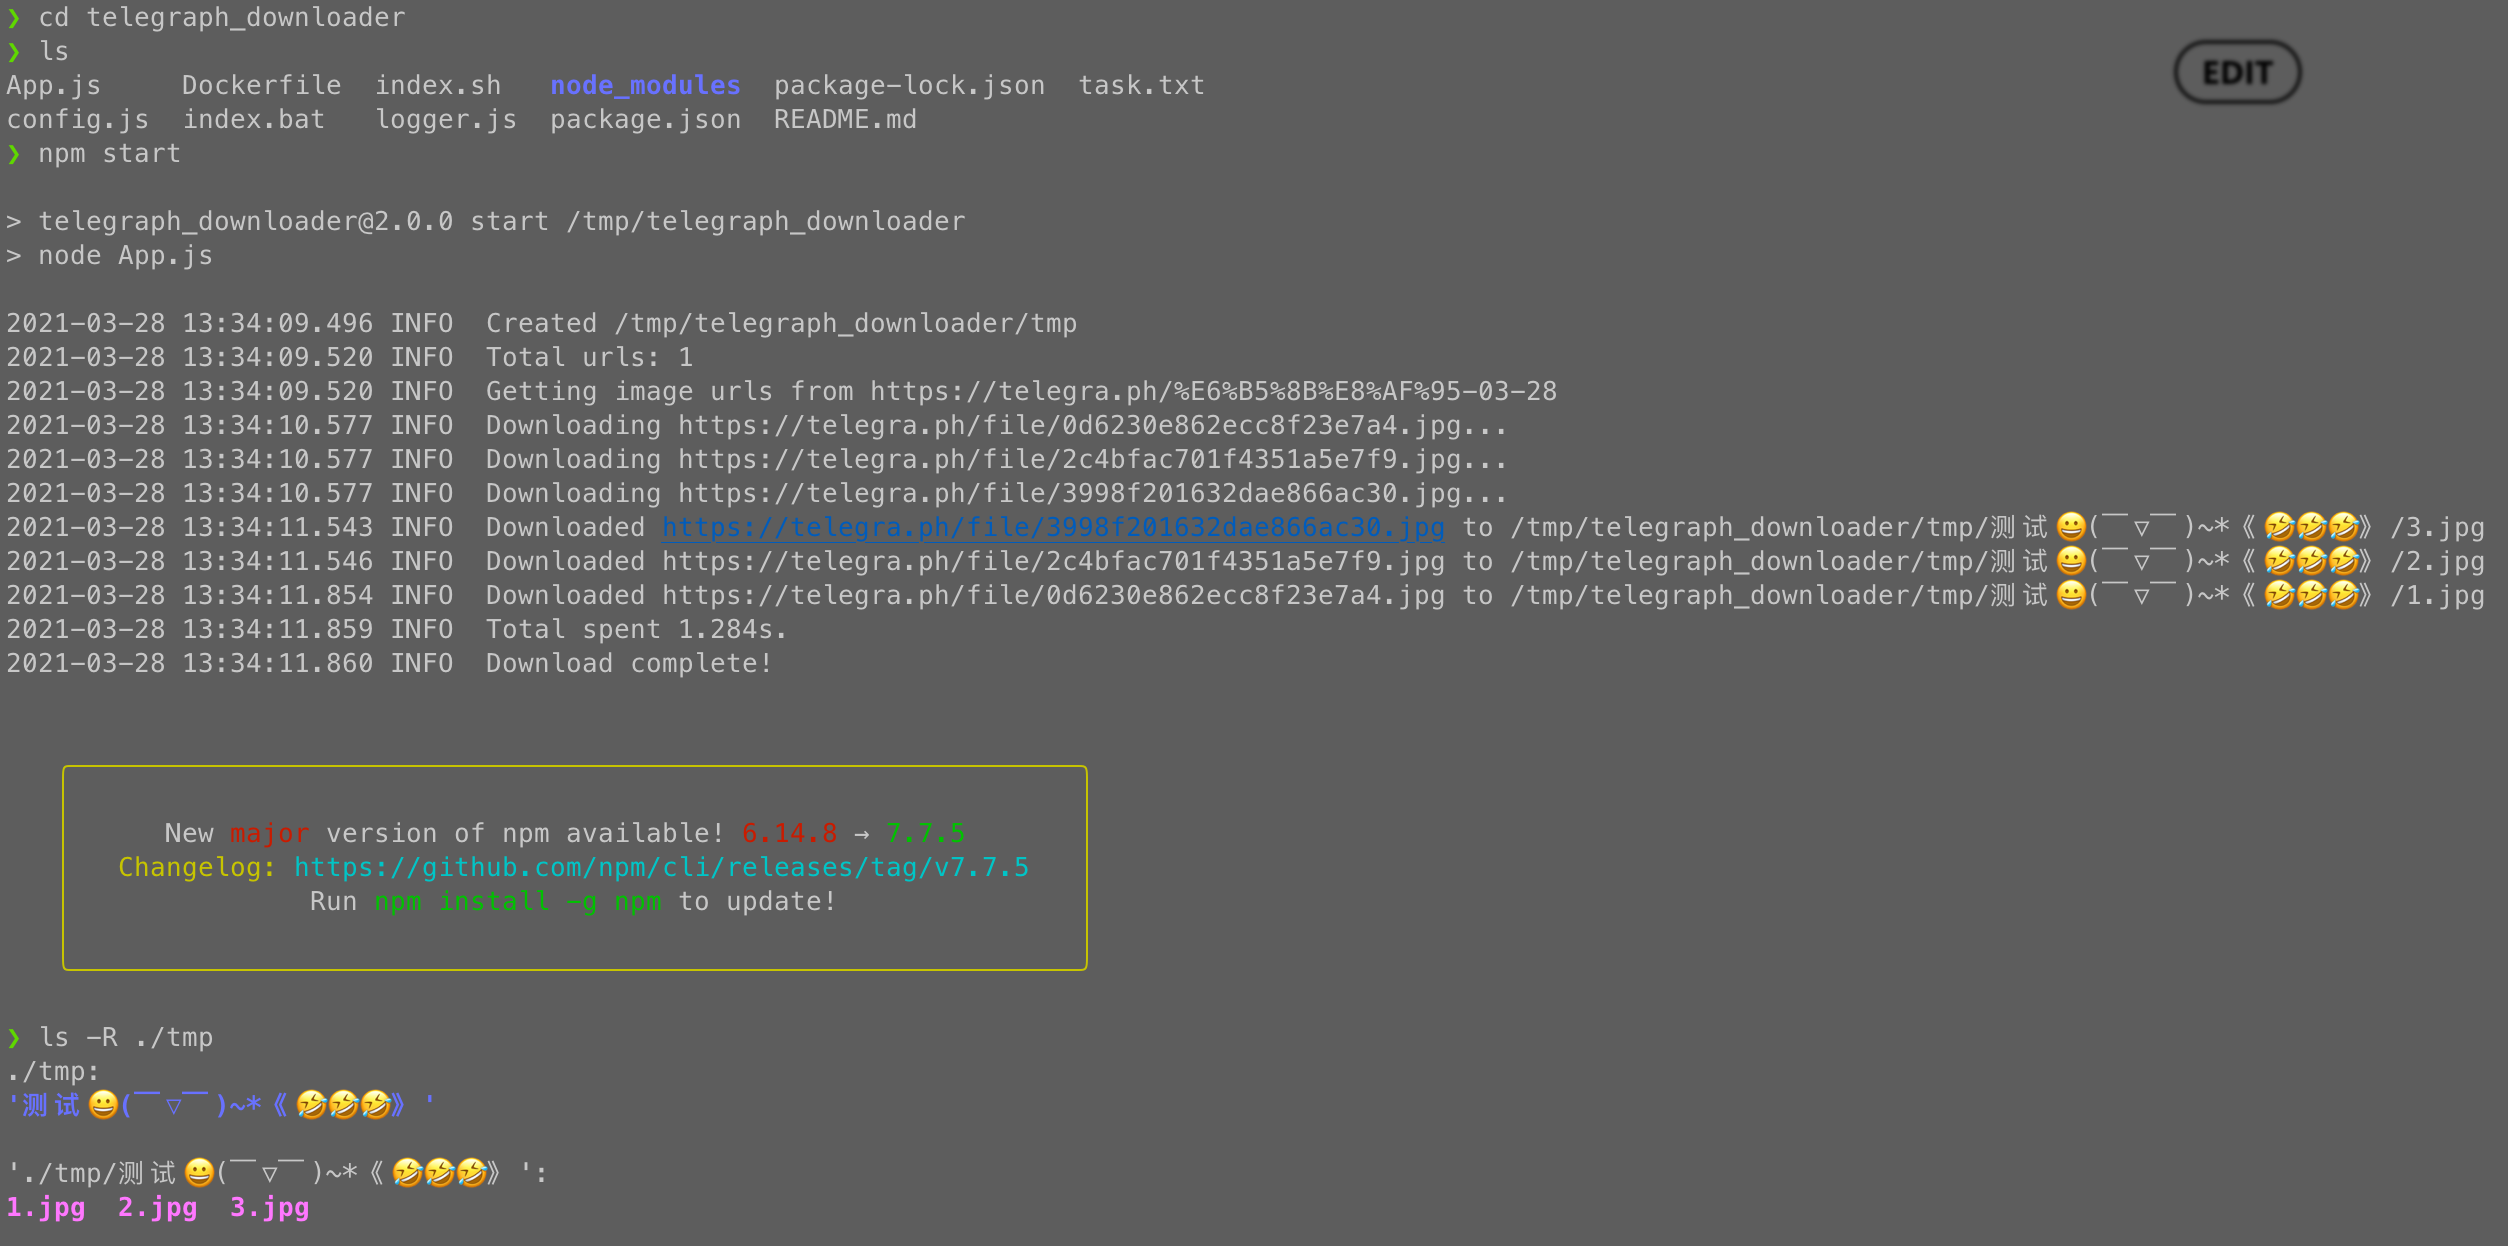 ❯ cd telegraph_downloader
❯ ls
EDIT
App.js     Dockerfile  index.sh   node_modules  package-lock.json  task.txt
config.js  index.bat   logger.js  package.json  README.md
❯ npm start
> telegraph_downloader@2.0.0 start /tmp/telegraph_downloader
> node App.js
2021-03-28 13:34:09.496 INFO  Created /tmp/telegraph_downloader/tmp
2021-03-28 13:34:09.520 INFO  Total urls: 1
2021-03-28 13:34:09.520 INFO  Getting image urls from https://telegra.ph/%E6%B5%8B%E8%AF%95-03-28
2021-03-28 13:34:10.577 INFO  Downloading https://telegra.ph/file/0d6230e862ecc8f23e7a4.jpg...
2021-03-28 13:34:10.577 INFO  Downloading https://telegra.ph/file/2c4bfac701f4351a5e7f9.jpg...
2021-03-28 13:34:10.577 INFO  Downloading https://telegra.ph/file/3998f201632dae866ac30.jpg...
2021-03-28 13:34:11.543 INFO  Downloaded https://telegra.ph/file/3998f201632dae866ac30.jpg to /tmp/telegraph_downloader/tmp/测试😀(￣▽￣)~*《🤣🤣🤣》/3.jpg
2021-03-28 13:34:11.546 INFO  Downloaded https://telegra.ph/file/2c4bfac701f4351a5e7f9.jpg to /tmp/telegraph_downloader/tmp/测试😀(￣▽￣)~*《🤣🤣🤣》/2.jpg
2021-03-28 13:34:11.854 INFO  Downloaded https://telegra.ph/file/0d6230e862ecc8f23e7a4.jpg to /tmp/telegraph_downloader/tmp/测试😀(￣▽￣)~*《🤣🤣🤣》/1.jpg
2021-03-28 13:34:11.859 INFO  Total spent 1.284s.
2021-03-28 13:34:11.860 INFO  Download complete!
New major version of npm available! 6.14.8 → 7.7.5
Changelog: https://github.com/npm/cli/releases/tag/v7.7.5
Run npm install -g npm to update!
❯ ls -R ./tmp
./tmp:
'测试😀(￣▽￣)~*《🤣🤣🤣》'
'./tmp/测试😀(￣▽￣)~*《🤣🤣🤣》':
1.jpg  2.jpg  3.jpg